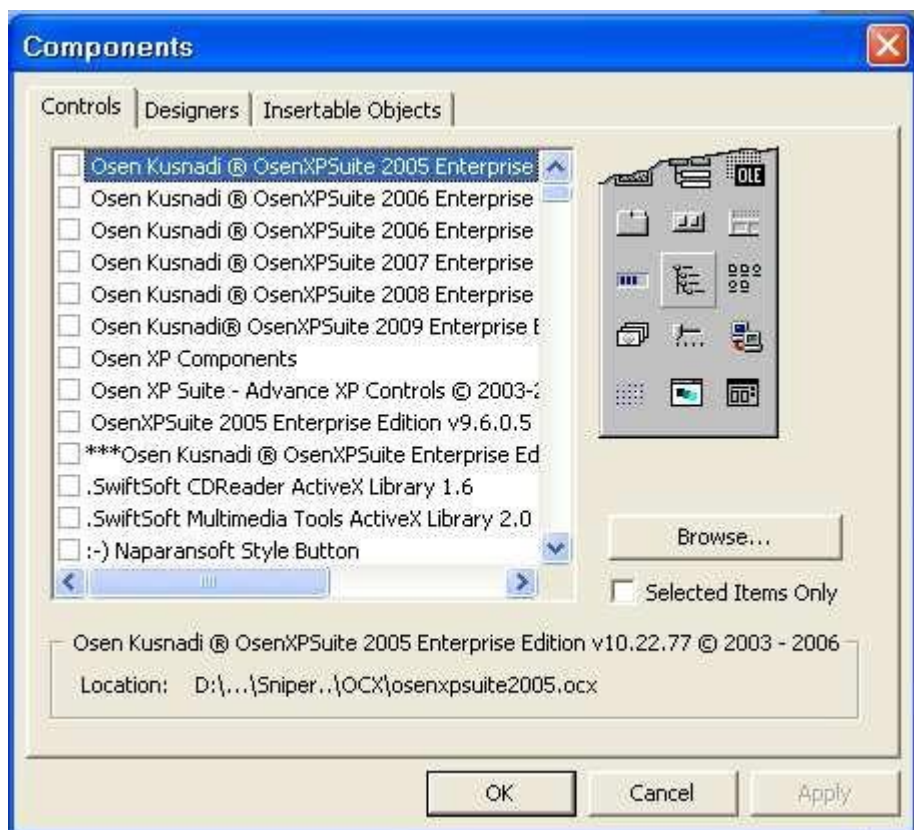 Components
Controls Designers Insertable Objects
Osen Kusnadi ® OsenXPSuite 2005 Enterprise
Osen Kusnadi ® OsenXPSuite 2006 Enterprise
Osen Kusnadi ® OsenXPSuite 2006 Enterprise
Osen Kusnadi ® OsenXPSuite 2007 Enterprise
Osen Kusnadi ® OsenXPSuite 2008 Enterprise
Osen Kusnadi® OsenXPSuite 2009 Enterprise E
Osen XP Components
Osen XP Suite - Advance XP Controls © 2003-2
OsenXPSuite 2005 Enterprise Edition v9.6.0.5
***Osen Kusnadi ® OsenXPSuite Enterprise Ed
.SwiftSoft CDReader ActiveX Library 1.6
.SwiftSoft Multimedia Tools ActiveX Library 2.0
:-) Naparansoft Style Button
OLE
Browse...
Selected Items Only
Osen Kusnadi ® OsenXPSuite 2005 Enterprise Edition v10.22.77 © 2003 - 2006
Location: D:\...\Sniper..\OCX\osenxpsuite2005.ocx
OK Cancel Apply